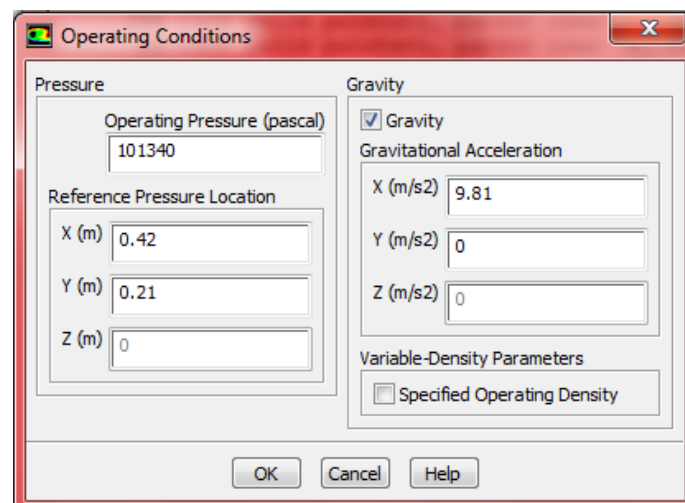 Operating Conditions
Pressure
Operating Pressure (pascal)
101340
Reference Pressure Location
X (m) 0.42
Y (m) 0.21
Z (m) 0
Gravity
Gravity
Gravitational Acceleration
X (m/s2) 9.81
Y (m/s2) 0
Z (m/s2) 0
Variable-Density Parameters
Specified Operating Density
OK Cancel Help